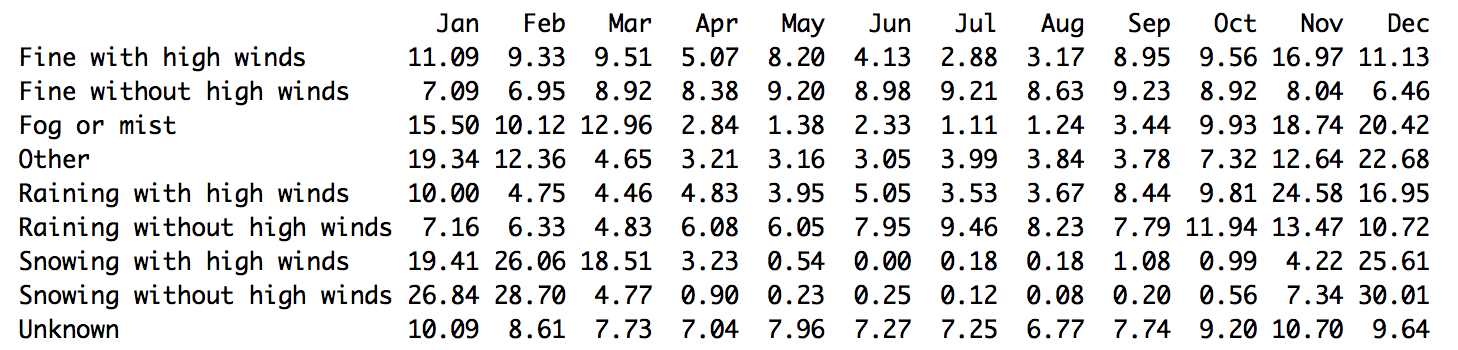 Jan Feb Mar Apr May Jun Jul Aug Sep Oct Nov Dec
Fine with high winds 11.09 9.33 9.51 5.07 8.20 4.13 2.88 3.17 8.95 9.56 16.97 11.13
Fine without high winds 7.09 6.95 8.92 8.38 9.20 8.98 9.21 8.63 9.23 8.92 8.04 6.46
Fog or mist 15.50 10.12 12.96 2.84 1.38 2.33 1.11 1.24 3.44 9.93 18.74 20.42
Other 19.34 12.36 4.65 3.21 3.16 3.05 3.99 3.84 3.78 7.32 12.64 22.68
Raining with high winds 10.00 4.75 4.46 4.83 3.95 5.05 3.53 3.67 8.44 9.81 24.58 16.95
Raining without high winds 7.16 6.33 4.83 6.08 6.05 7.95 9.46 8.23 7.79 11.94 13.47 10.72
Snowing with high winds 19.41 26.06 18.51 3.23 0.54 0.00 0.18 0.18 1.08 0.99 4.22 25.61
Snowing without high winds 26.84 28.70 4.77 0.90 0.23 0.25 0.12 0.08 0.20 0.56 7.34 30.01
Unknown 10.09 8.61 7.73 7.04 7.96 7.27 7.25 6.77 7.74 9.20 10.70 9.64